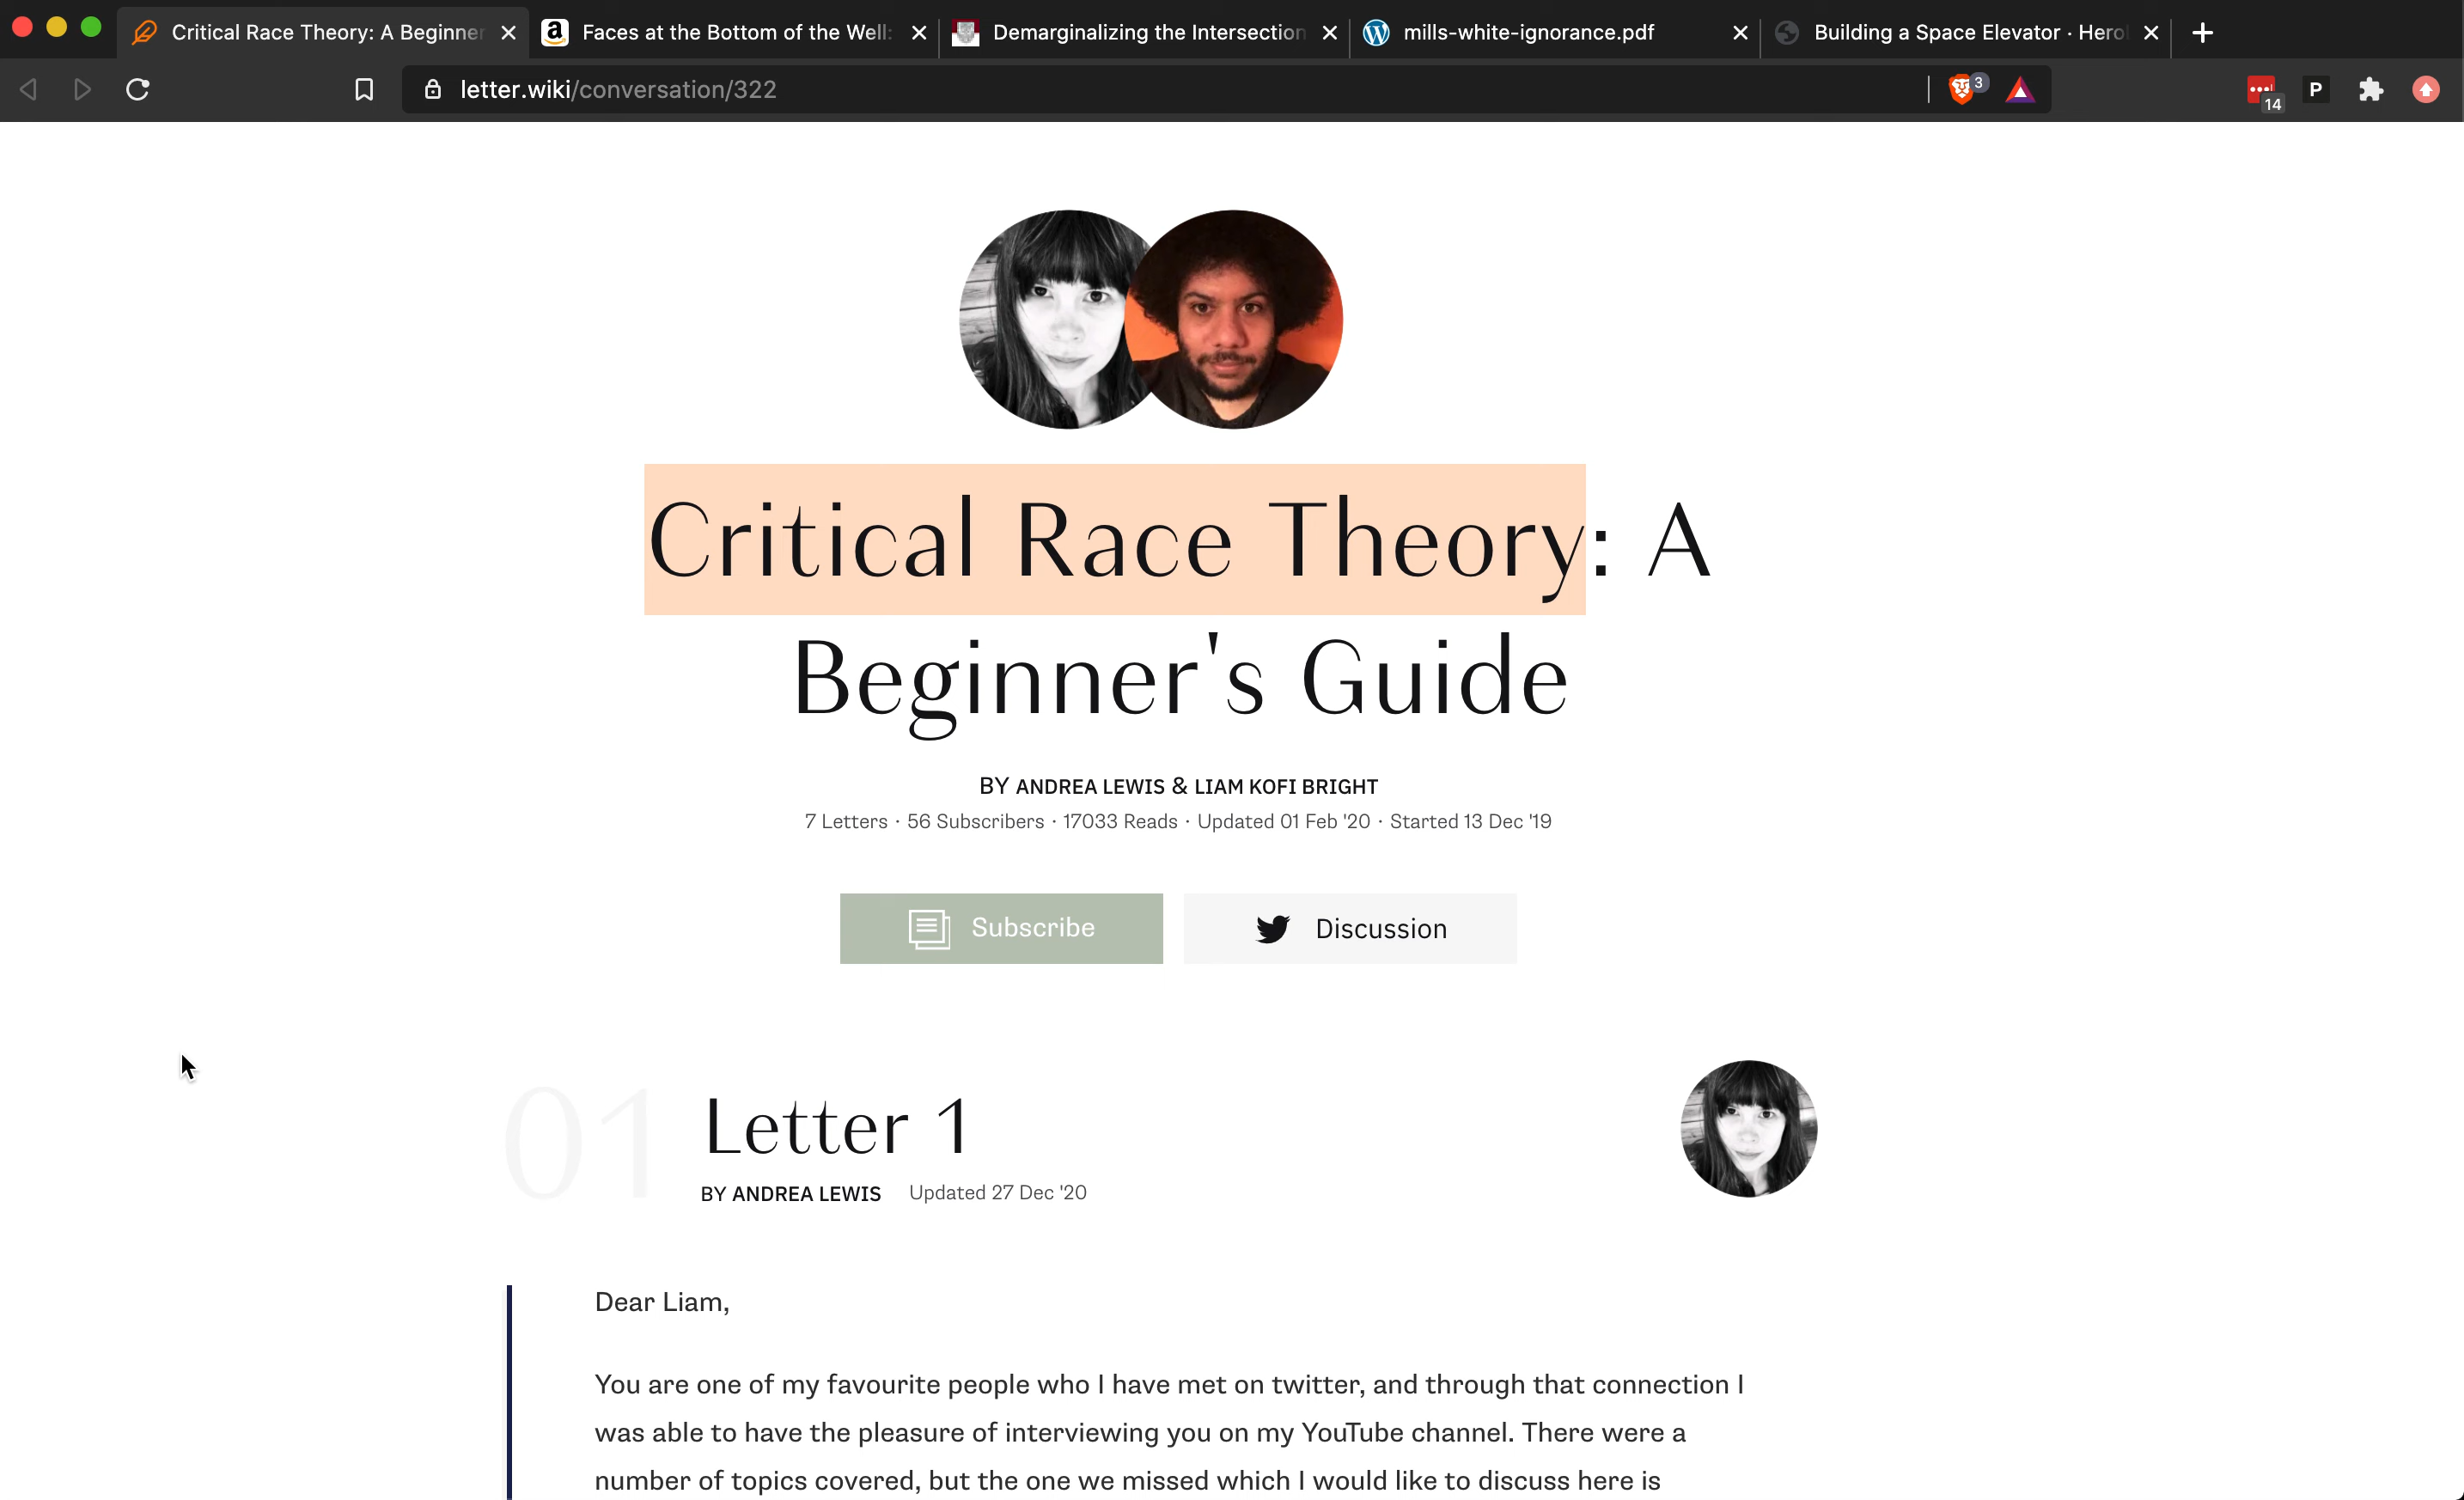 Critical Race Theory: A Beginner
Faces at the Bottom of the Well:
Demarginalizing the Intersection
mills-white-ignorance.pdf
Building a Space Elevator · Hero
letter.wiki/conversation/322
3
14
P
Critical Race Theory: A
Beginner's Guide
BY ANDREA LEWIS & LIAM KOFI BRIGHT
7 Letters · 56 Subscribers · 17033 Reads · Updated 01 Feb '20 · Started 13 Dec '19
Subscribe
Discussion
01
Letter 1
BY ANDREA LEWIS Updated 27 Dec '20
Dear Liam,
You are one of my favourite people who I have met on twitter, and through that connection I
was able to have the pleasure of interviewing you on my YouTube channel. There were a
number of topics covered, but the one we missed which I would like to discuss here is